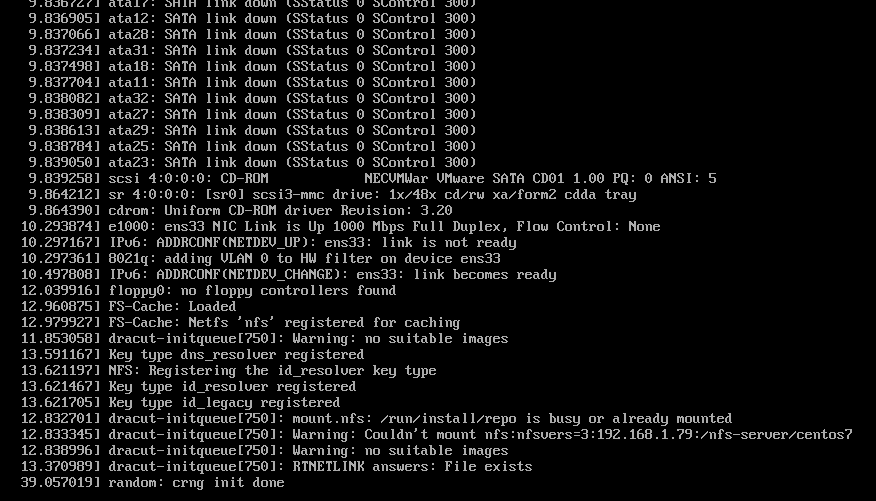 9.836727] ata17: SATA link down (SStatus 0 SControl 300)
9.836905] ata12: SATA link down (SStatus 0 SControl 300)
9.837066] ata28: SATA link down (SStatus 0 SControl 300)
9.837234] ata31: SATA link down (SStatus 0 SControl 300)
9.837498] ata18: SATA link down (SStatus 0 SControl 300)
9.837704] ata11: SATA link down (SStatus 0 SControl 300)
9.838082] ata32: SATA link down (SStatus 0 SControl 300)
9.838309] ata27: SATA link down (SStatus 0 SControl 300)
9.838613] ata29: SATA link down (SStatus 0 SControl 300)
9.838784] ata25: SATA link down (SStatus 0 SControl 300)
9.839050] ata23: SATA link down (SStatus 0 SControl 300)
9.839258] scsi 4:0:0:0: CD-ROM NECVMWar VMware SATA CD01 1.00 PQ: 0 ANSI: 5
9.864212] sr 4:0:0:0: [sr0] scsi3-mmc drive: 1x/48x cd/rw xa/form2 cdda tray
9.864390] cdrom: Uniform CD-ROM driver Revision: 3.20
10.293874] e1000: ens33 NIC Link is Up 1000 Mbps Full Duplex, Flow Control: None
10.297167] IPv6: ADDRCONF(NETDEV_UP): ens33: link is not ready
10.297361] 8021q: adding VLAN 0 to HW filter on device ens33
10.497808] IPv6: ADDRCONF(NETDEV_CHANGE): ens33: link becomes ready
12.039916] floppy0: no floppy controllers found
12.960875] FS-Cache: Loaded
12.979927] FS-Cache: Netfs 'nfs' registered for caching
11.853058] dracut-initqueue[750]: Warning: no suitable images
13.591167] Key type dns_resolver registered
13.621197] NFS: Registering the id_resolver key type
13.621467] Key type id_resolver registered
13.621705] Key type id_legacy registered
12.832701] dracut-initqueue[750]: mount.nfs: /run/install/repo is busy or already mounted
12.833345] dracut-initqueue[750]: Warning: Couldn't mount nfs:nfsvers=3:192.168.1.79:/nfs-server/centos7
12.838996] dracut-initqueue[750]: Warning: no suitable images
13.370989] dracut-initqueue[750]: RTNETLINK answers: File exists
39.057019] random: crng init done